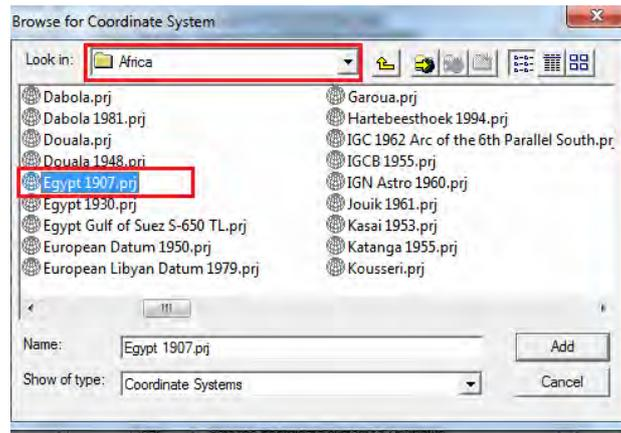 Browse for Coordinate System
Look in: Africa
Dabola.prj
Dabola 1981.prj
Douala.prj
Douala 1948.prj
Egypt 1907.prj
Egypt 1930.prj
Egypt Gulf of Suez S-650 TL.prj
European Datum 1950.prj
European Libyan Datum 1979.prj
Garoua.prj
Hartebeesthoek 1994.prj
IGC 1962 Arc of the 6th Parallel South.pr
IGCB 1955.prj
IGN Astro 1960.prj
Jouik 1961.prj
Kasai 1953.prj
Katanga 1955.prj
Kousseri.prj
Name: Egypt 1907.prj
Add
Show of type: Coordinate Systems
Cancel